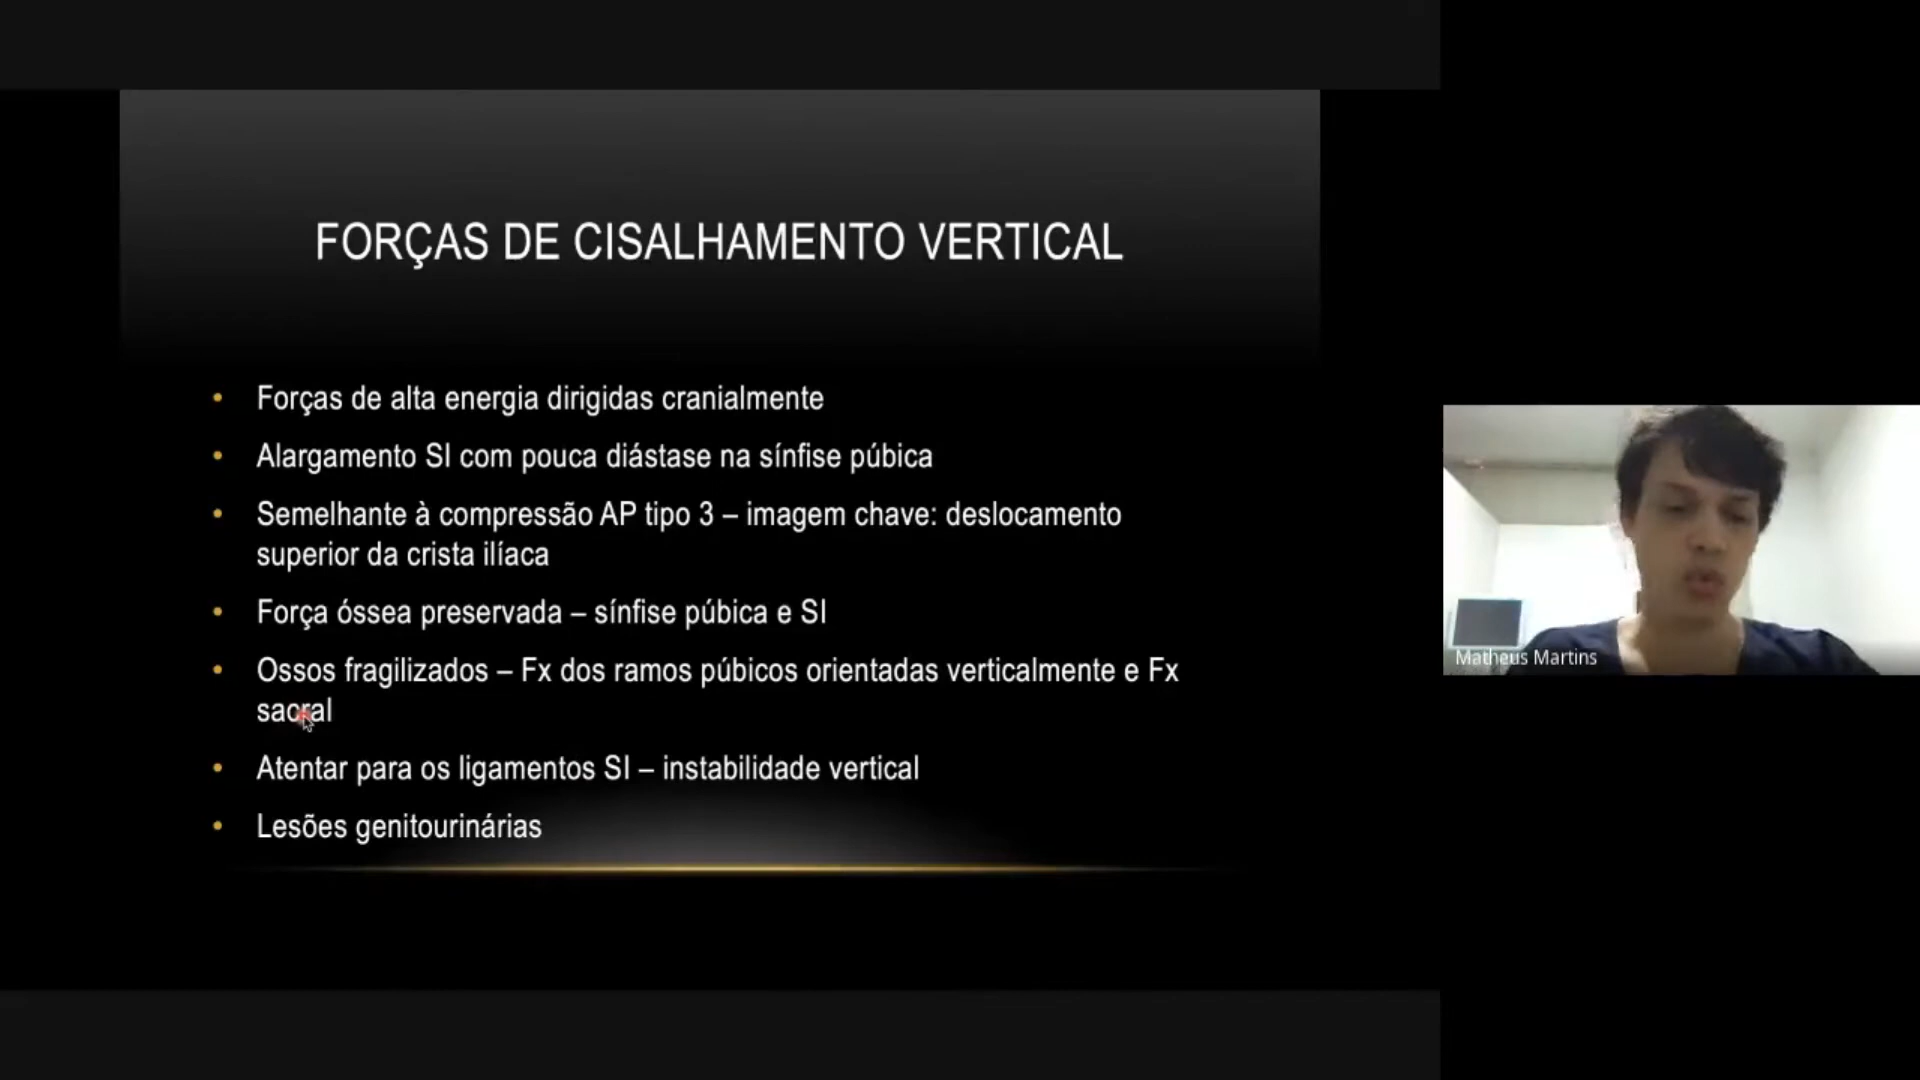 FORÇAS DE CISALHAMENTO VERTICAL
• Forças de alta energia dirigidas cranialmente
• Alargamento SI com pouca diástase na sínfise púbica
• Semelhante à compressão AP tipo 3 – imagem chave: deslocamento
superior da crista ilíaca
• Força óssea preservada – sínfise púbica e SI
• Ossos fragilizados – Fx dos ramos púbicos orientadas verticalmente e Fx
sacral
• Atentar para os ligamentos SI – instabilidade vertical
• Lesões genitourinárias
Matheus Martins